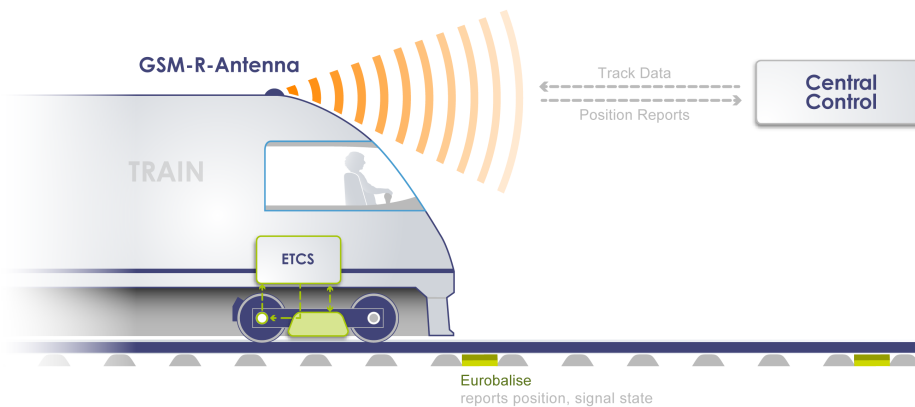 GSM-R-Antenna
Track Data
Position Reports
Central
Control
TRAIN
ETCS
Eurobalise
reports position, signal state